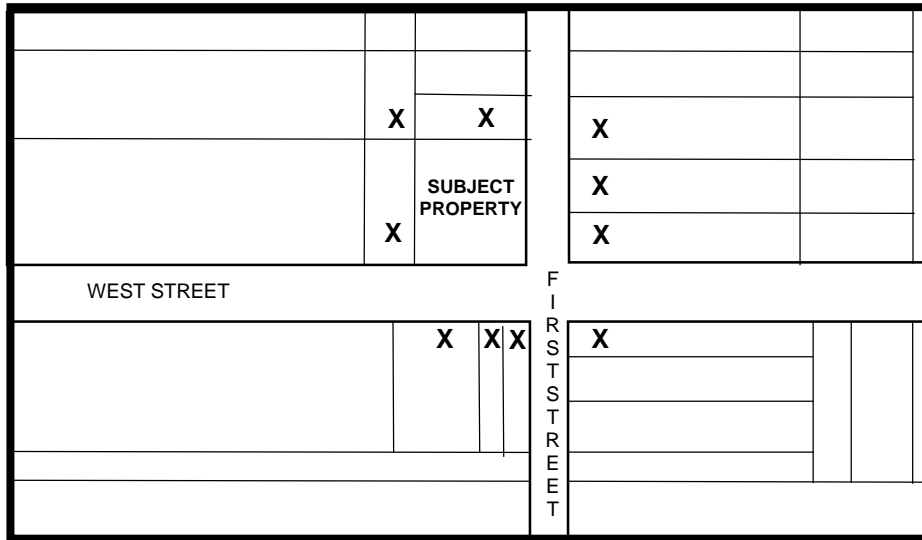 X X X
SUBJECT
PROPERTY
X
X X
WEST STREET
FIRST STREET
X X X X